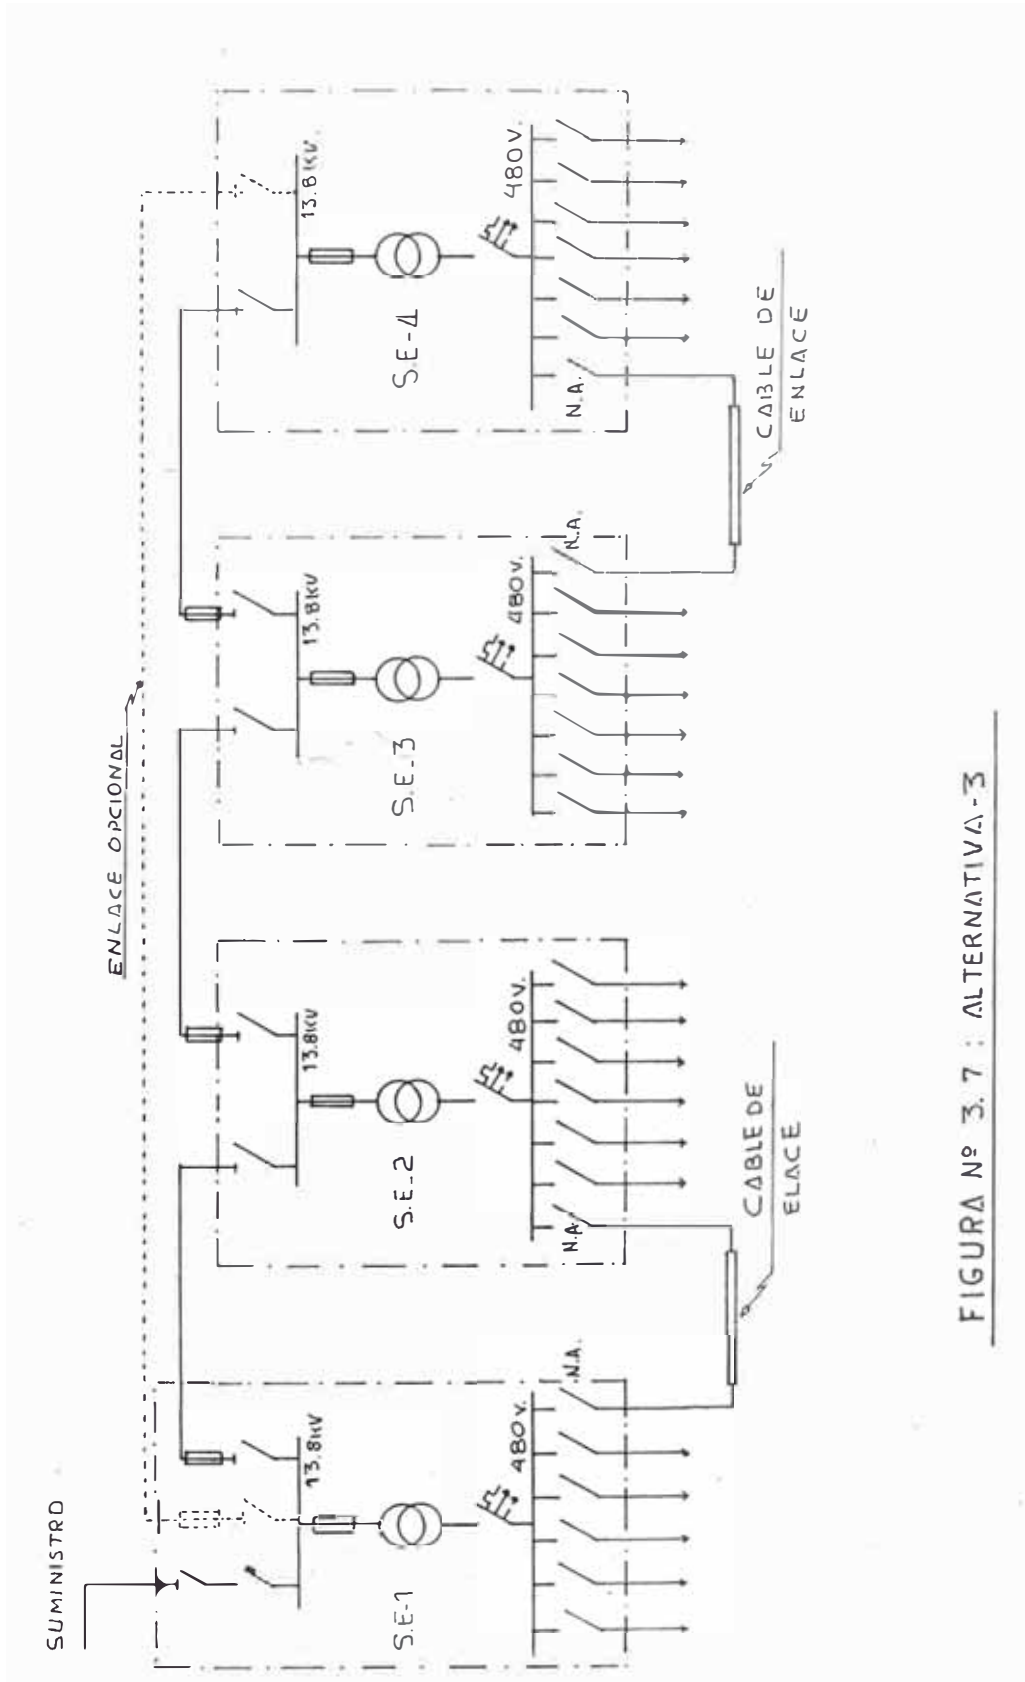 SUMINISTRO
ENLACE OPCIONAL
13.8KV
480V.
S.E-1
N.A.
CABLE DE
ELACE
13.8KV
480V.
S.E-2
N.A
13.8KV
480V.
S.E-3
N.A.
CABLE DE
ENLACE
13.8KV.
480V.
S.E-4
N.A.
FIGURA Nº 3.7 : ALTERNATIVA-3